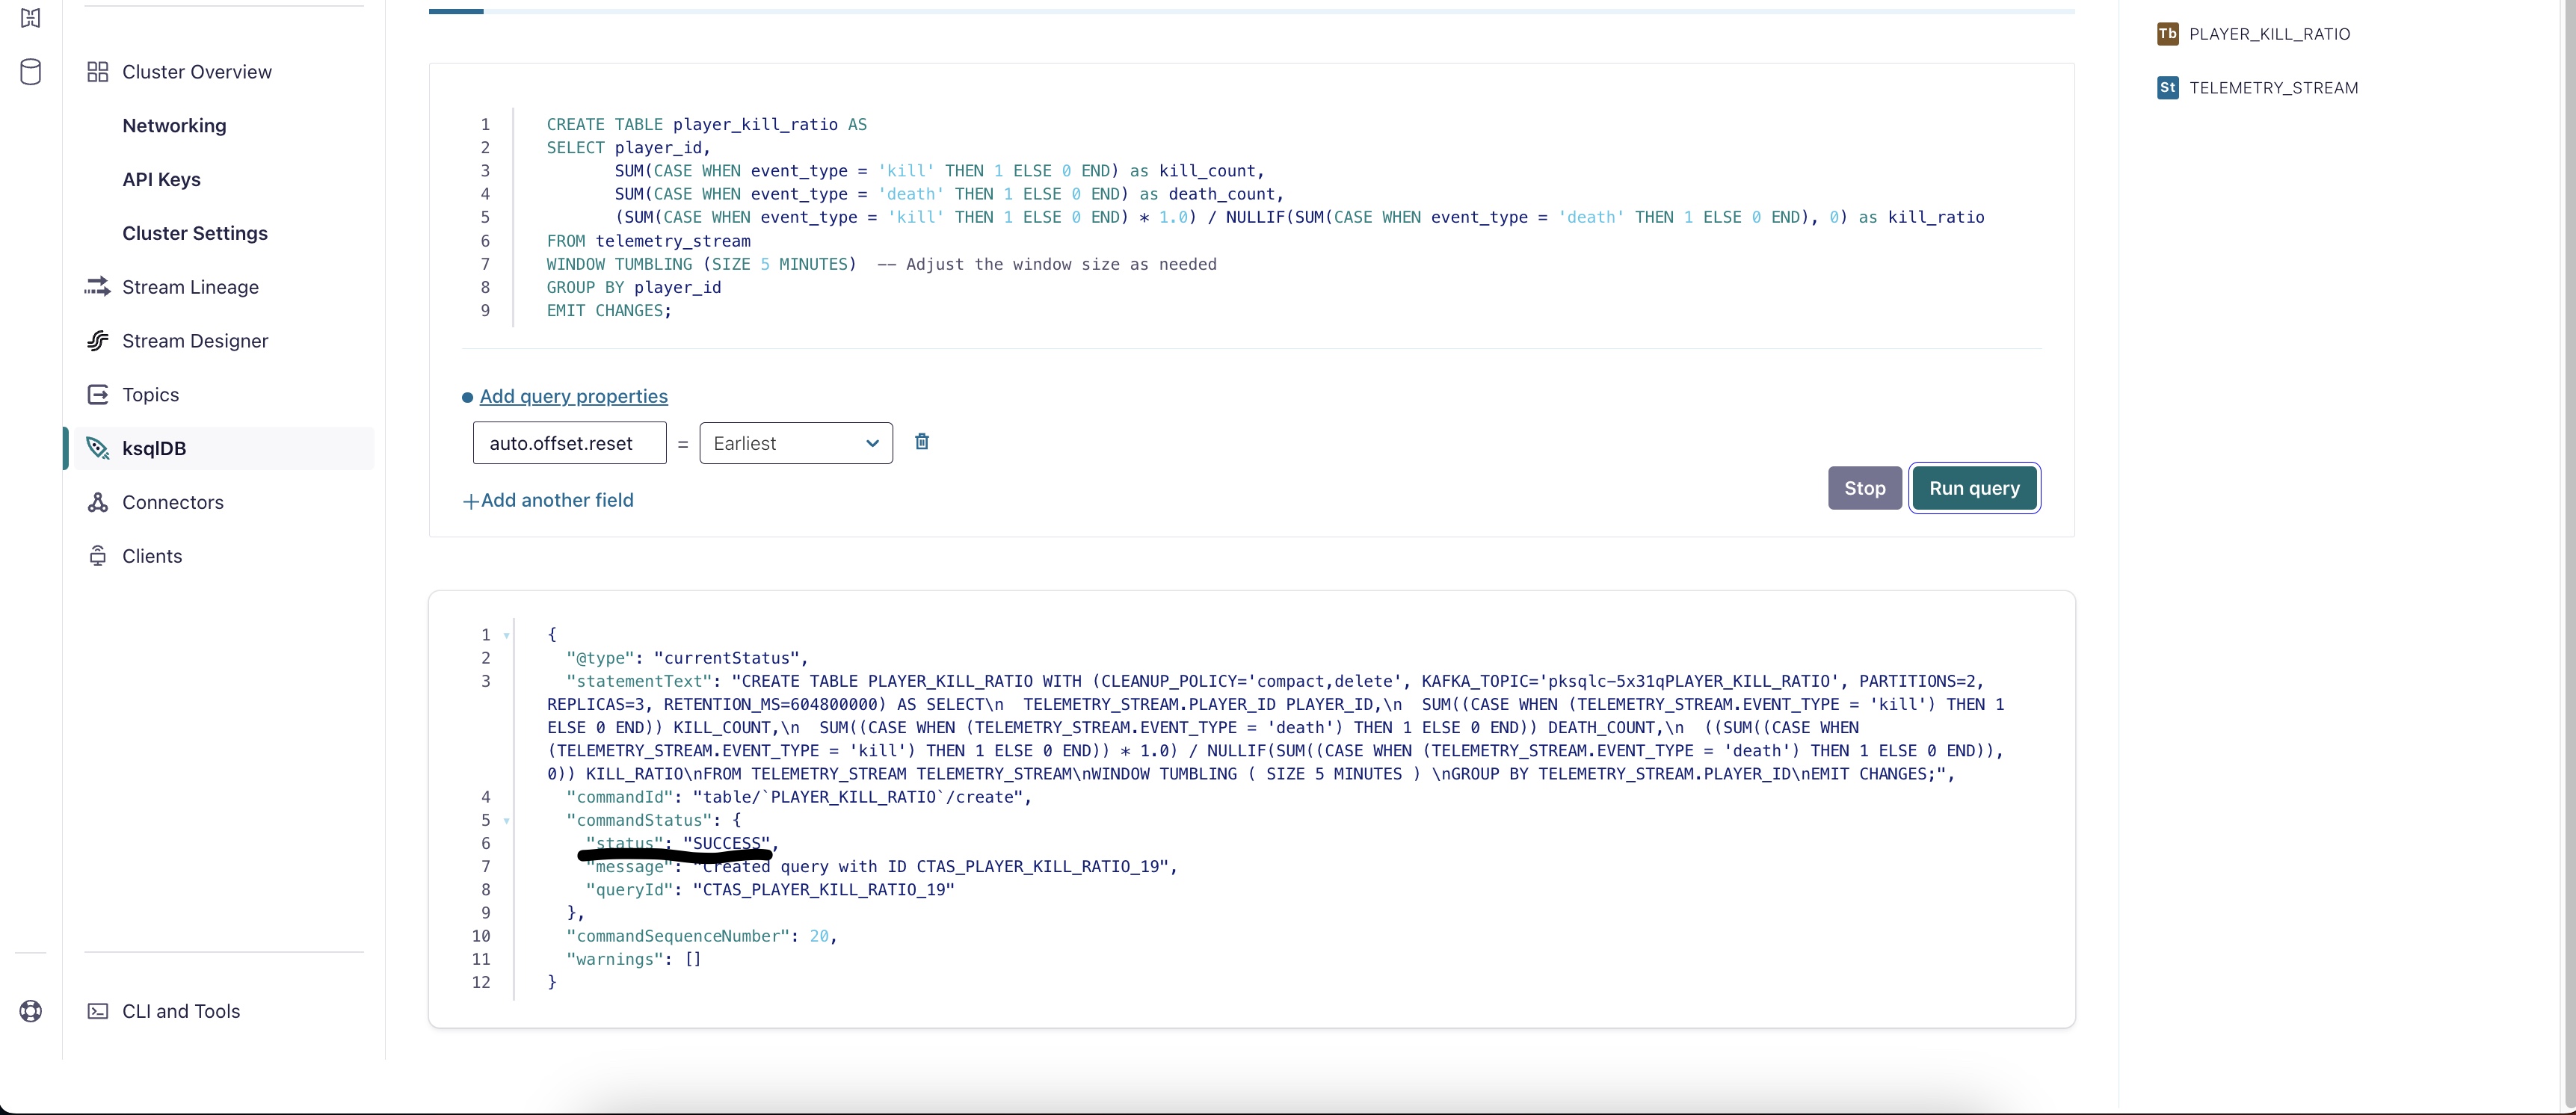 Cluster Overview
Networking
API Keys
Cluster Settings
Stream Lineage
Stream Designer
Topics
ksqlDB
Connectors
Clients
CLI and Tools
1 CREATE TABLE player_kill_ratio AS
2 SELECT player_id,
3 SUM(CASE WHEN event_type = 'kill' THEN 1 ELSE 0 END) as kill_count,
4 SUM(CASE WHEN event_type = 'death' THEN 1 ELSE 0 END) as death_count,
5 (SUM(CASE WHEN event_type = 'kill' THEN 1 ELSE 0 END) * 1.0) / NULLIF(SUM(CASE WHEN event_type = 'death' THEN 1 ELSE 0 END), 0) as kill_ratio
6 FROM telemetry_stream
7 WINDOW TUMBLING (SIZE 5 MINUTES)  -- Adjust the window size as needed
8 GROUP BY player_id
9 EMIT CHANGES;
Add query properties
auto.offset.reset = Earliest
+Add another field
Stop Run query
1 {
2 "@type": "currentStatus",
3 "statementText": "CREATE TABLE PLAYER_KILL_RATIO WITH (CLEANUP_POLICY='compact,delete', KAFKA_TOPIC='pksqlc-5x31qPLAYER_KILL_RATIO', PARTITIONS=2,
REPLICAS=3, RETENTION_MS=604800000) AS SELECT\n  TELEMETRY_STREAM.PLAYER_ID PLAYER_ID,\n  SUM((CASE WHEN (TELEMETRY_STREAM.EVENT_TYPE = 'kill') THEN 1
ELSE 0 END)) KILL_COUNT,\n  SUM((CASE WHEN (TELEMETRY_STREAM.EVENT_TYPE = 'death') THEN 1 ELSE 0 END)) DEATH_COUNT,\n  ((SUM((CASE WHEN
(TELEMETRY_STREAM.EVENT_TYPE = 'kill') THEN 1 ELSE 0 END)) * 1.0) / NULLIF(SUM((CASE WHEN (TELEMETRY_STREAM.EVENT_TYPE = 'death') THEN 1 ELSE 0 END)),
0)) KILL_RATIO\nFROM TELEMETRY_STREAM TELEMETRY_STREAM\nWINDOW TUMBLING ( SIZE 5 MINUTES ) \nGROUP BY TELEMETRY_STREAM.PLAYER_ID\nEMIT CHANGES;",
4 "commandId": "table/`PLAYER_KILL_RATIO`/create",
5 "commandStatus": {
6 "status": "SUCCESS",
7 "message": "Created query with ID CTAS_PLAYER_KILL_RATIO_19",
8 "queryId": "CTAS_PLAYER_KILL_RATIO_19"
9 },
10 "commandSequenceNumber": 20,
11 "warnings": []
12 }
Tb PLAYER_KILL_RATIO
St TELEMETRY_STREAM